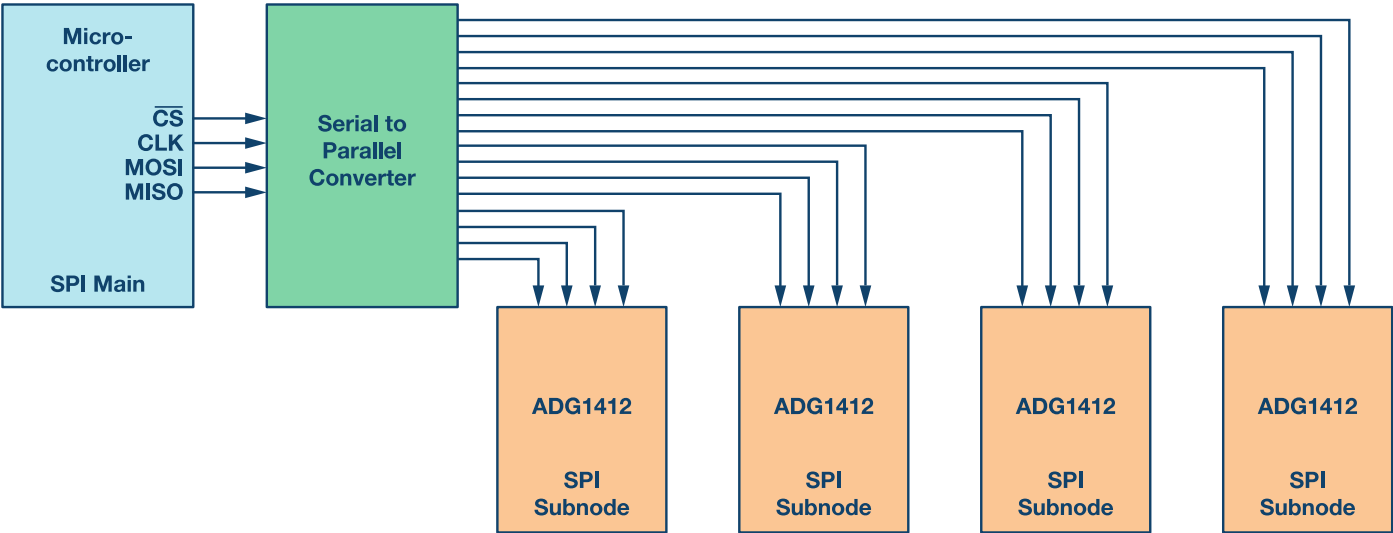 Micro-
controller
C̅S̅
CLK
MOSI
MISO
SPI Main
Serial to
Parallel
Converter
ADG1412
SPI
Subnode
ADG1412
SPI
Subnode
ADG1412
SPI
Subnode
ADG1412
SPI
Subnode